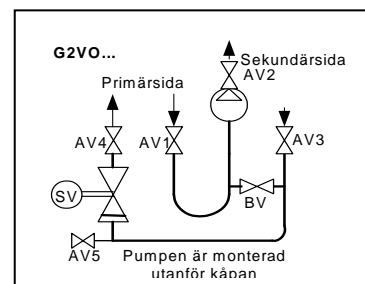 G2VO...
Sekundärsida
AV2
Primärsida
AV4
AV1
AV3
SV
BV
AV5
Pumpen är monterad
utanför kåpan